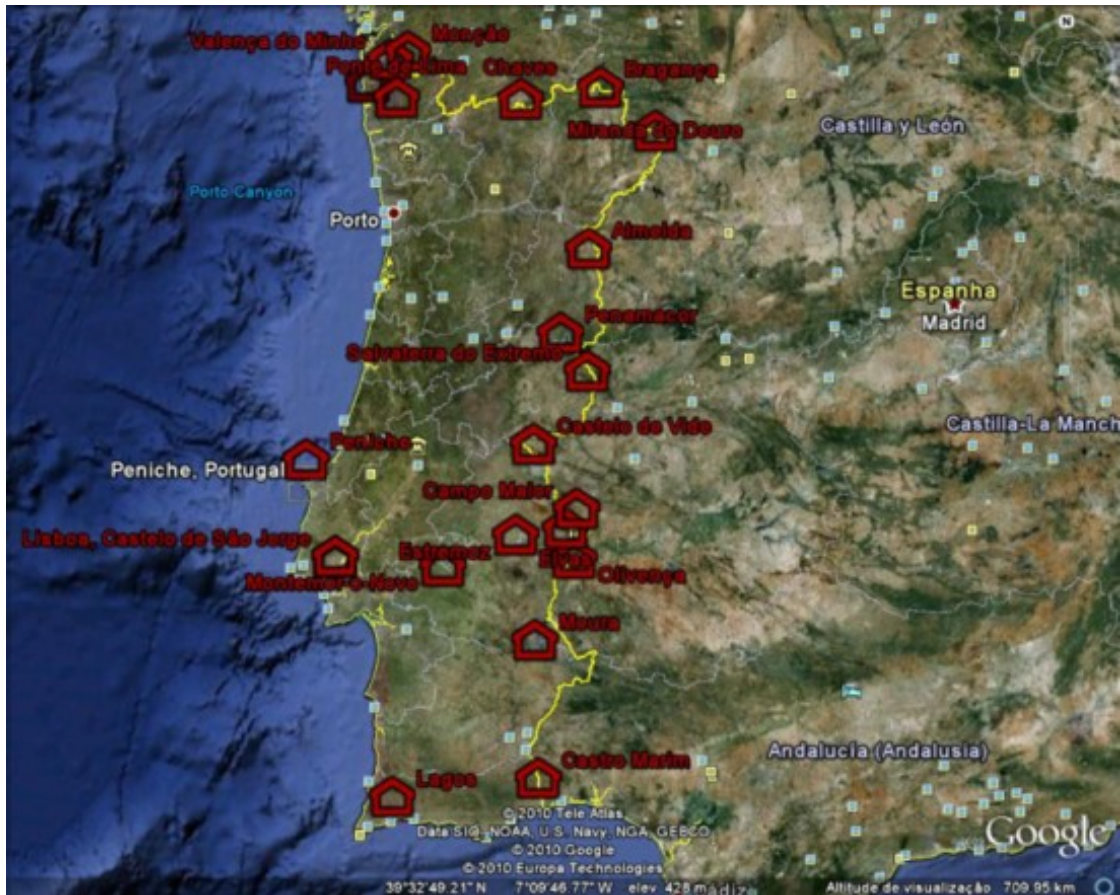 Valença do Minho
Monção
Ponte de Lima
Chaves
Bragança
Miranda do Douro
Castilla y León
N
Porto Canyon
Porto
Almeida
Espanha
Madrid
Penamacor
Salvaterra do Extremo
Castelo de Vide
Castilla-La Manch
Peniche
Peniche, Portugal
Campo Maior
Lisboa, Castelo de São Jorge
Estremoz
Elvas
Montemor-o-Novo
Olivença
Moura
Andalucía (Andalusia)
Castro Marim
Lagos
© 2010 Tele Atlas
Data SIO, NOAA, U.S. Navy, NGA, GEBCO
© 2010 Google
© 2010 Europa Technologies
Google
39°32'49.21" N 7°09'46.77" W elev 428 m
Altitude de visualização 709.95 km